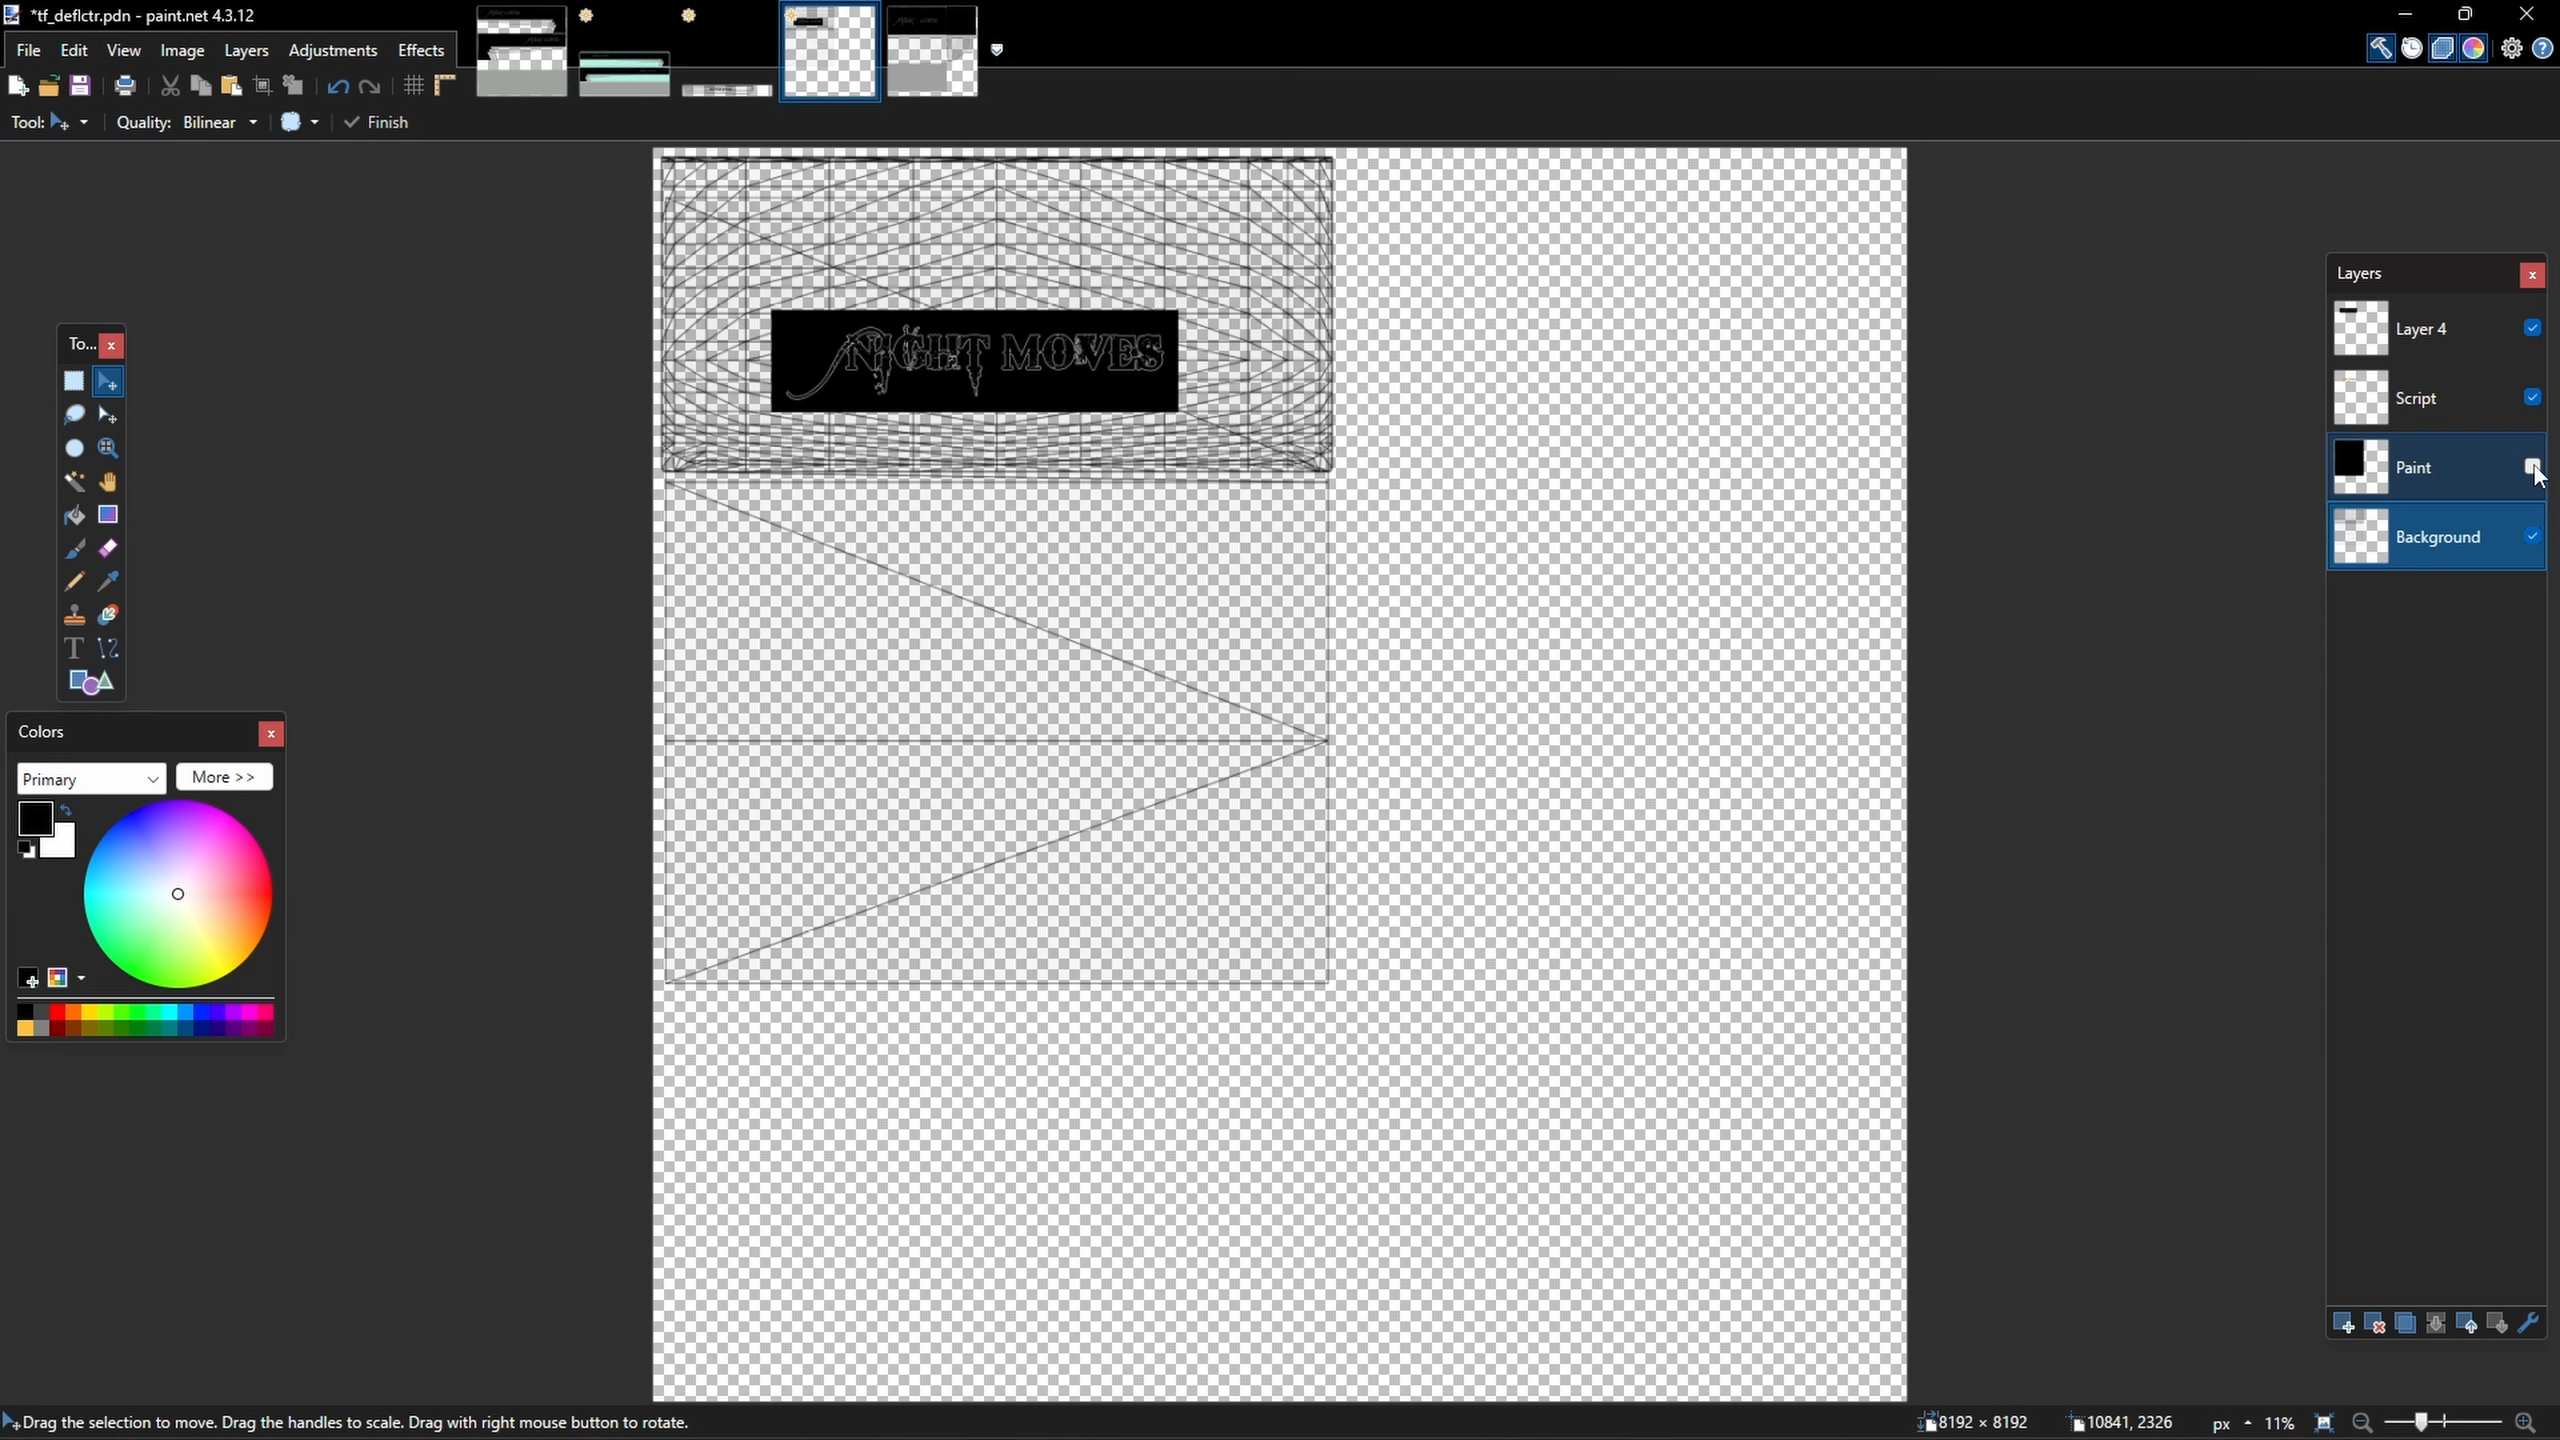 *tf_deflctr.pdn - paint.net 4.3.12
File Edit View Image Layers Adjustments Effects
Tool: Quality: Bilinear Finish
NIGHT MOVES
Layers
Layer 4
Script
Paint
Background
To...
Colors
Primary More >>
Drag the selection to move. Drag the handles to scale. Drag with right mouse button to rotate.
8192 × 8192 10841, 2326 px 11%